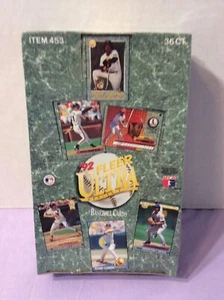 ITEM 453 36 CT.
'92 FLEER
ULTRA
BASEBALL CARDS